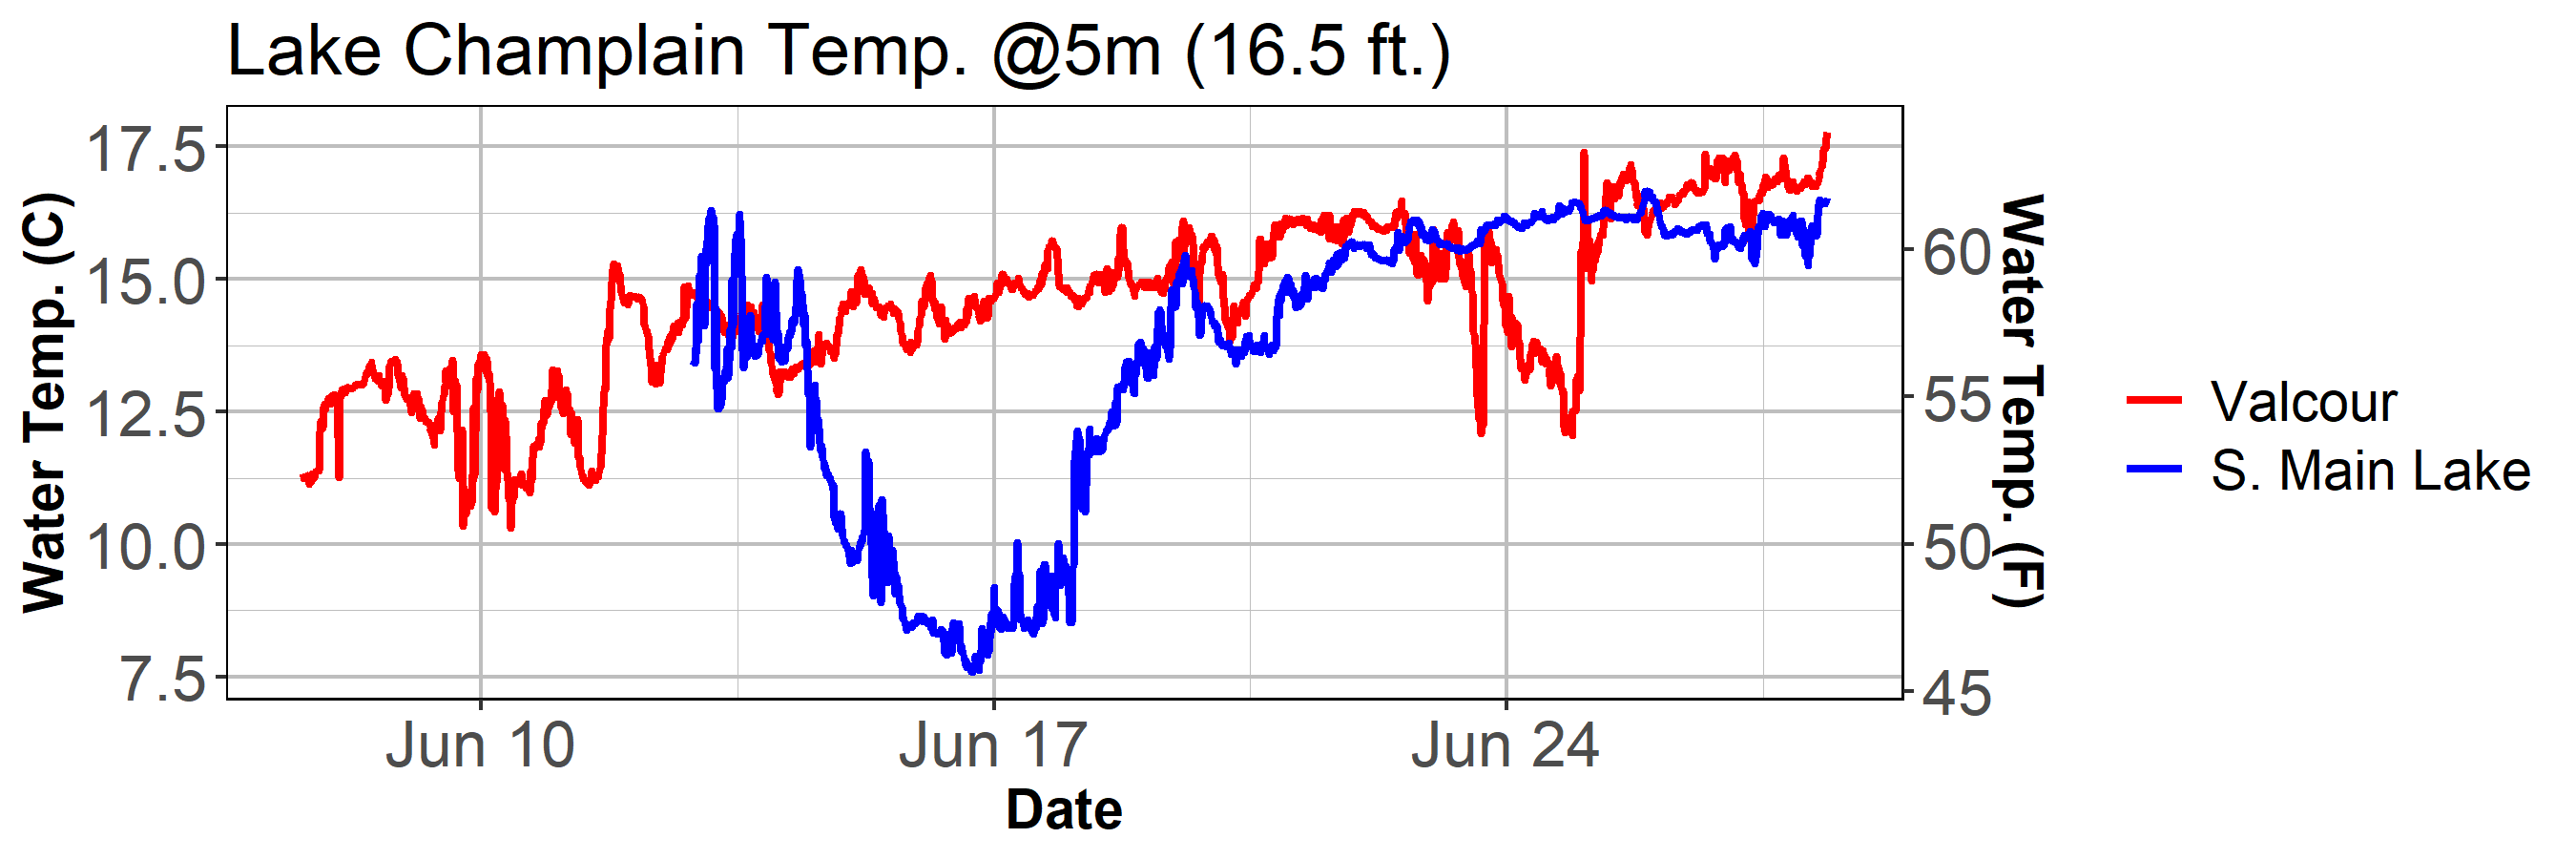 Lake Champlain Temp. @5m (16.5 ft.)
Water Temp. (C)
17.5
15.0
12.5
10.0
7.5
Water Temp. (F)
60
55
50
45
Jun 10
Jun 17
Jun 24
Date
Valcour
S. Main Lake